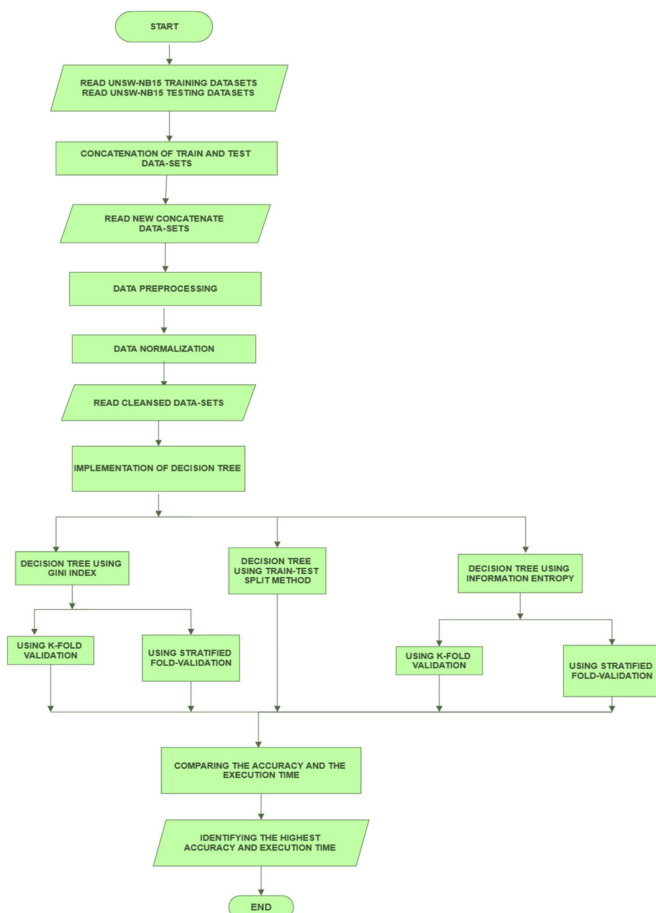 START
READ UNSW-NB15 TRAINING DATASETS
READ UNSW-NB15 TESTING DATASETS
CONCATENATION OF TRAIN AND TEST
DATA-SETS
READ NEW CONCATENATE
DATA-SETS
DATA PREPROCESSING
DATA NORMALIZATION
READ CLEANSED DATA-SETS
IMPLEMENTATION OF DECISION TREE
DECISION TREE USING
GINI INDEX
DECISION TREE
USING TRAIN-TEST
SPLIT METHOD
DECISION TREE USING
INFORMATION ENTROPY
USING K-FOLD
VALIDATION
USING STRATIFIED
FOLD-VALIDATION
USING K-FOLD
VALIDATION
USING STRATIFIED
FOLD-VALIDATION
COMPARING THE ACCURACY AND THE
EXECUTION TIME
IDENTIFYING THE HIGHEST
ACCURACY AND EXECUTION TIME
END